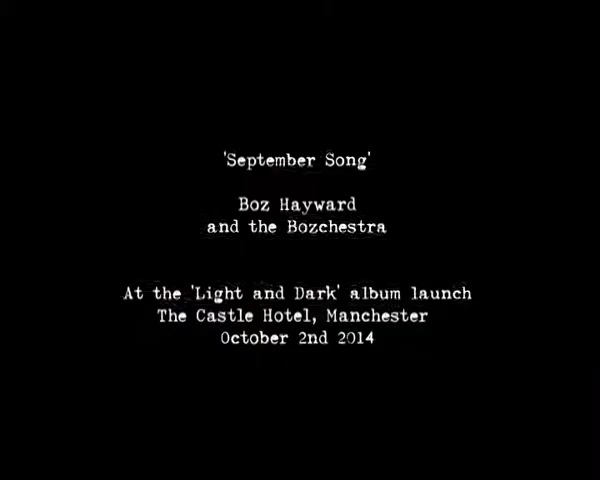 'September Song'
Boz Hayward
and the Bozchestra
At the 'Light and Dark' album launch
The Castle Hotel, Manchester
October 2nd 2014